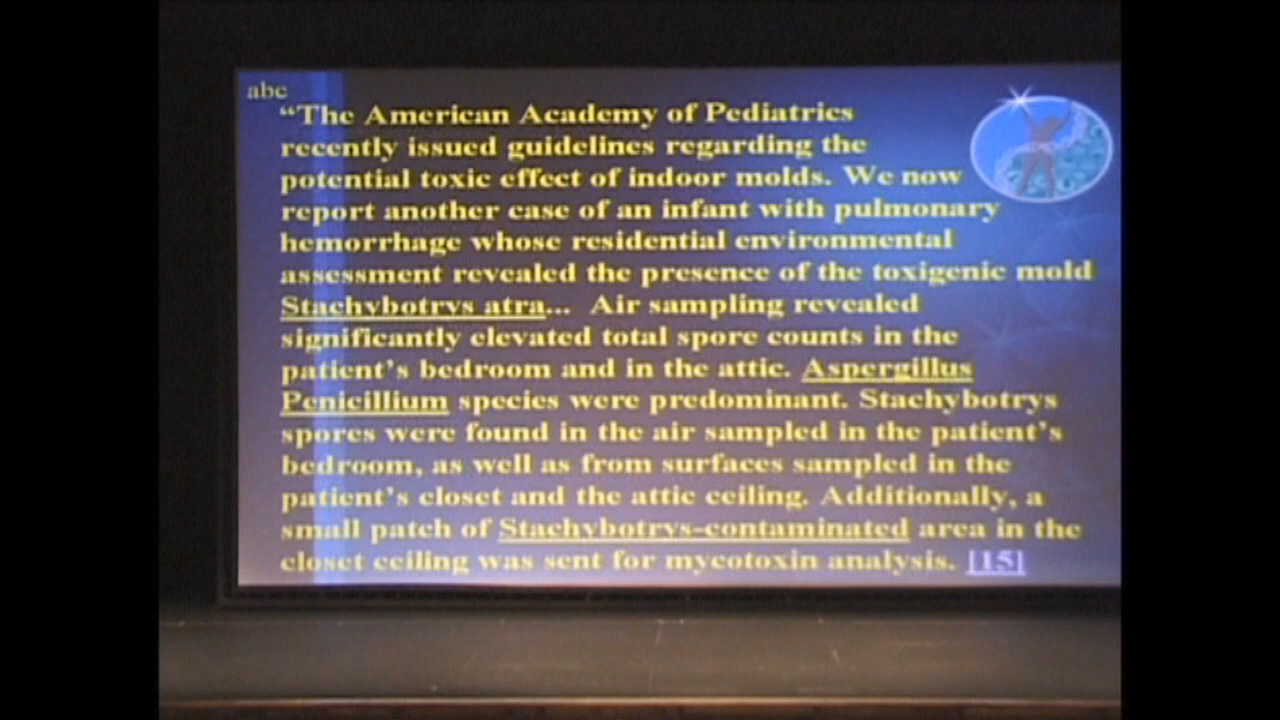 abc
“The American Academy of Pediatrics
recently issued guidelines regarding the
potential toxic effect of indoor molds. We now
report another case of an infant with pulmonary
hemorrhage whose residential environmental
assessment revealed the presence of the toxigenic mold
Stachybotrys atra... Air sampling revealed
significantly elevated total spore counts in the
patient’s bedroom and in the attic. Aspergillus
Penicillium species were predominant. Stachybotrys
spores were found in the air sampled in the patient’s
bedroom, as well as from surfaces sampled in the
patient’s closet and the attic ceiling. Additionally, a
small patch of Stachybotrys-contaminated area in the
closet ceiling was sent for mycotoxin analysis. [15]